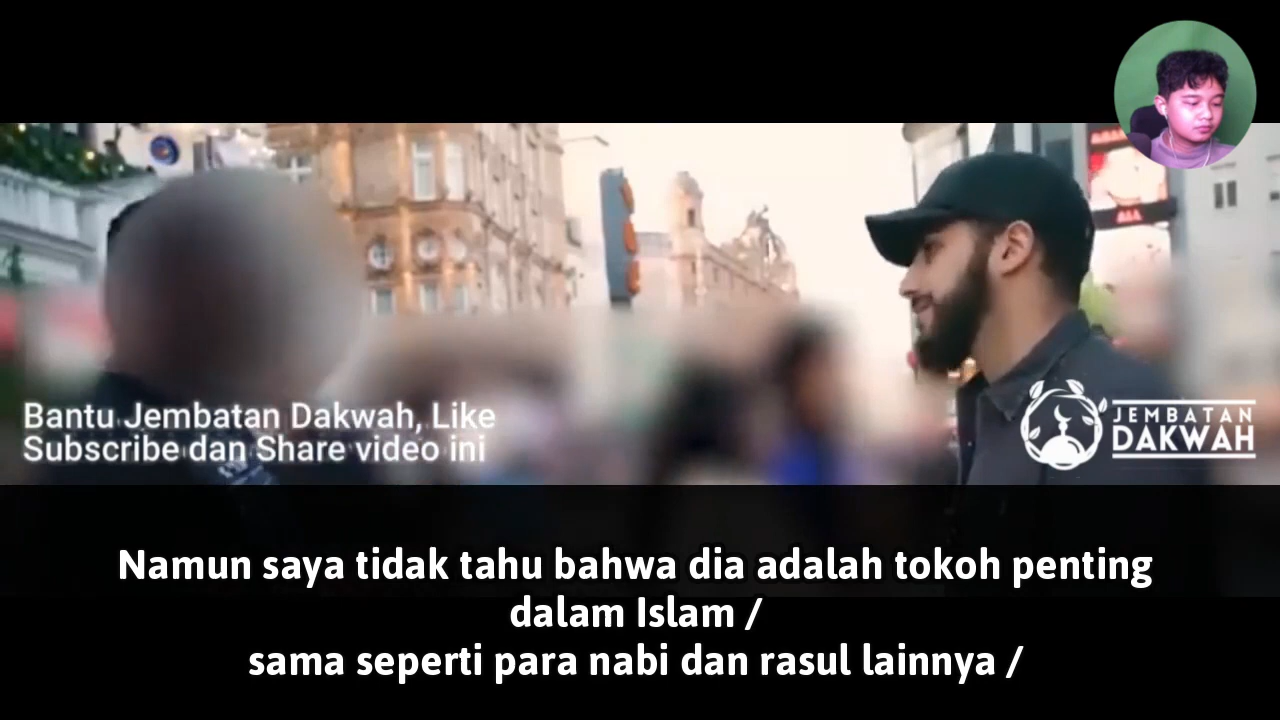 Bantu Jembatan Dakwah, Like
Subscribe dan Share video ini
JEMBATAN
DAKWAH
Namun saya tidak tahu bahwa dia adalah tokoh penting
dalam Islam /
sama seperti para nabi dan rasul lainnya /